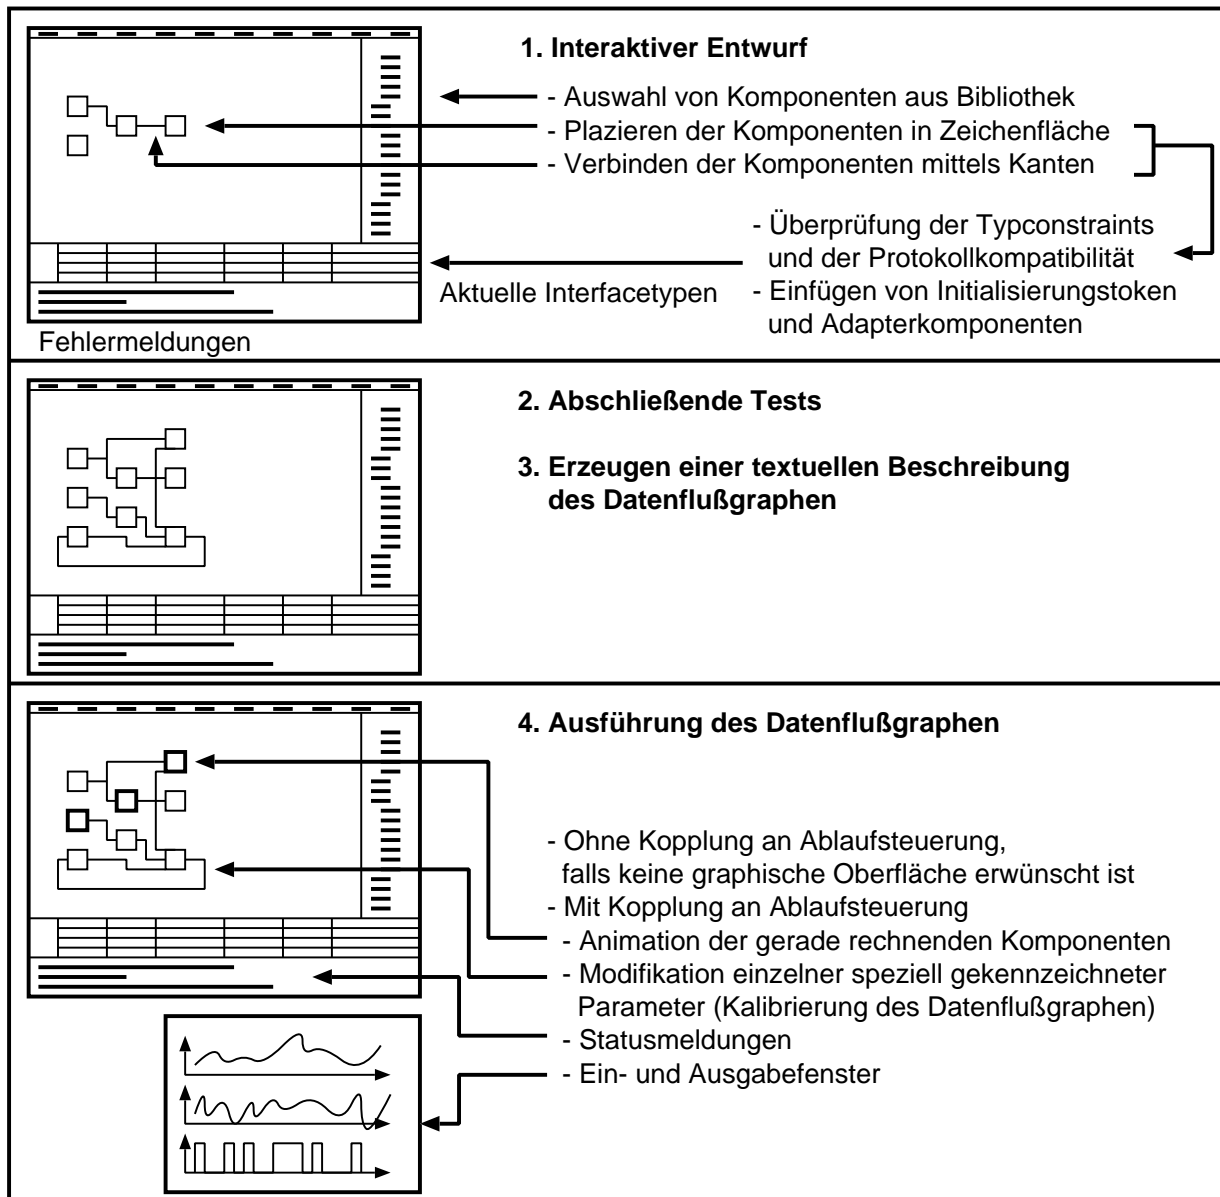 1. Interaktiver Entwurf
- Auswahl von Komponenten aus Bibliothek
- Plazieren der Komponenten in Zeichenfläche
- Verbinden der Komponenten mittels Kanten
- Überprüfung der Typconstraints
und der Protokollkompatibilität
- Einfügen von Initialisierungstoken
und Adapterkomponenten
Aktuelle Interfacetypen
Fehlermeldungen
2. Abschließende Tests
3. Erzeugen einer textuellen Beschreibung
des Datenflußgraphen
4. Ausführung des Datenflußgraphen
- Ohne Kopplung an Ablaufsteuerung,
falls keine graphische Oberfläche erwünscht ist
- Mit Kopplung an Ablaufsteuerung
- Animation der gerade rechnenden Komponenten
- Modifikation einzelner speziell gekennzeichneter
Parameter (Kalibrierung des Datenflußgraphen)
- Statusmeldungen
- Ein- und Ausgabefenster